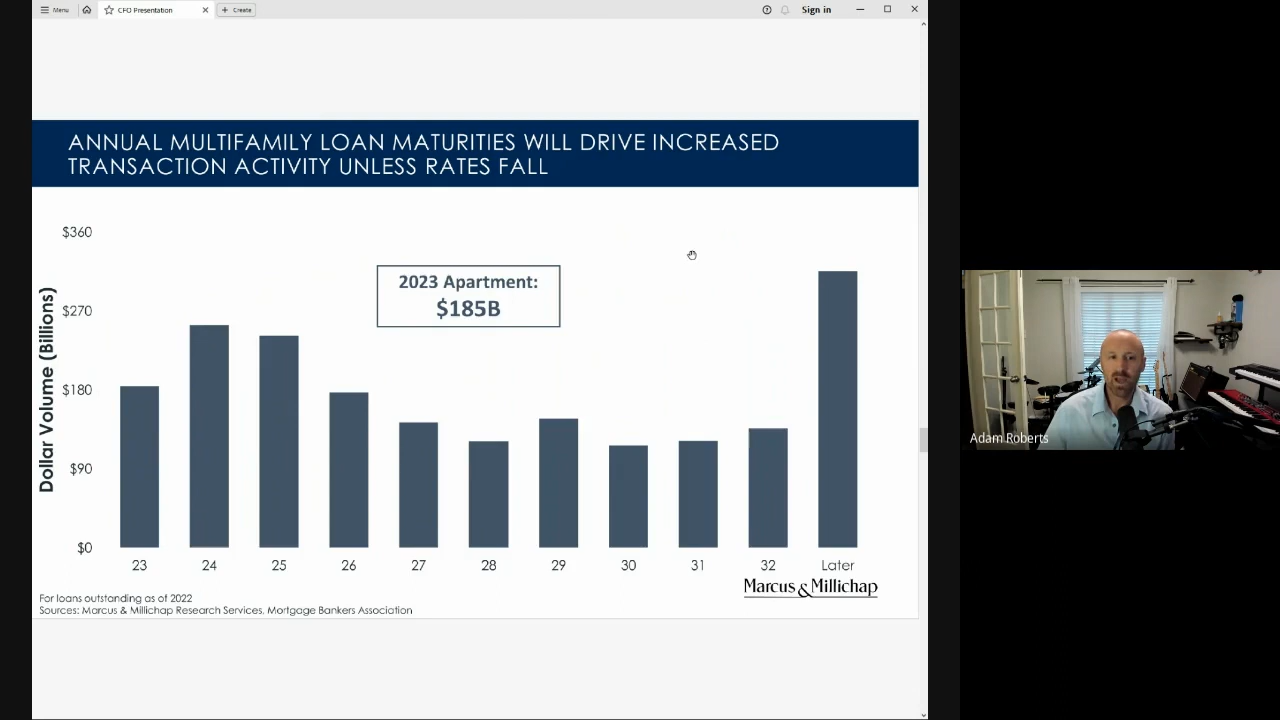 Menu
CFO Presentation
Create
Sign in
ANNUAL MULTIFAMILY LOAN MATURITIES WILL DRIVE INCREASED
TRANSACTION ACTIVITY UNLESS RATES FALL
Dollar Volume (Billions)
$360
$270
$180
$90
$0
2023 Apartment:
$185B
23 24 25 26 27 28 29 30 31 32 Later
Marcus & Millichap
For loans outstanding as of 2022
Sources: Marcus & Millichap Research Services, Mortgage Bankers Association
Adam Roberts